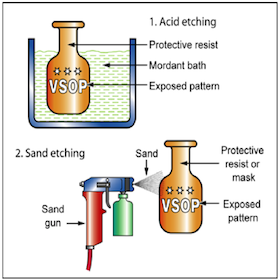 1. Acid etching
Protective resist
Mordant bath
Exposed pattern
VSOP
2. Sand etching
Sand
Protective
resist or
mask
Sand
gun
VSOP
Exposed
pattern